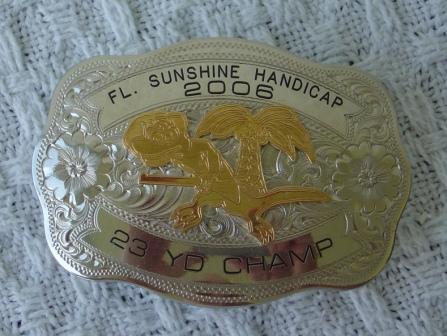 FL. SUNSHINE HANDICAP
2006
23 YD CHAMP